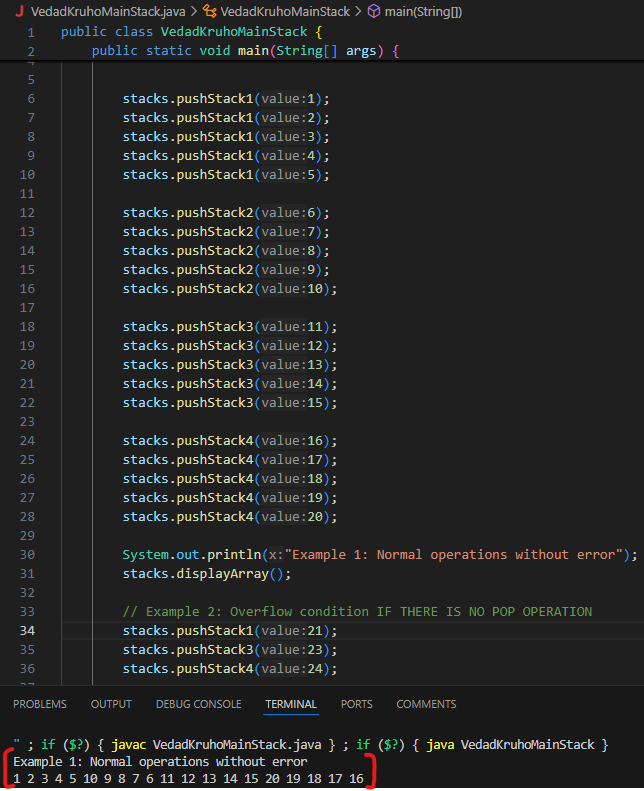 VedadKruhoMainStack.java > VedadKruhoMainStack > main(String[])
1 public class VedadKruhoMainStack {
2 public static void main(String[] args) {
4
5
6 stacks.pushStack1(value:1);
7 stacks.pushStack1(value:2);
8 stacks.pushStack1(value:3);
9 stacks.pushStack1(value:4);
10 stacks.pushStack1(value:5);
11
12 stacks.pushStack2(value:6);
13 stacks.pushStack2(value:7);
14 stacks.pushStack2(value:8);
15 stacks.pushStack2(value:9);
16 stacks.pushStack2(value:10);
17
18 stacks.pushStack3(value:11);
19 stacks.pushStack3(value:12);
20 stacks.pushStack3(value:13);
21 stacks.pushStack3(value:14);
22 stacks.pushStack3(value:15);
23
24 stacks.pushStack4(value:16);
25 stacks.pushStack4(value:17);
26 stacks.pushStack4(value:18);
27 stacks.pushStack4(value:19);
28 stacks.pushStack4(value:20);
29
30 System.out.println(x:"Example 1: Normal operations without error");
31 stacks.displayArray();
32
33 // Example 2: Overflow condition IF THERE IS NO POP OPERATION
34 stacks.pushStack1(value:21);
35 stacks.pushStack3(value:23);
36 stacks.pushStack4(value:24);
37
PROBLEMS OUTPUT DEBUG CONSOLE TERMINAL PORTS COMMENTS
" ; if ($?) { javac VedadKruhoMainStack.java } ; if ($?) { java VedadKruhoMainStack }
Example 1: Normal operations without error
1 2 3 4 5 10 9 8 7 6 11 12 13 14 15 20 19 18 17 16